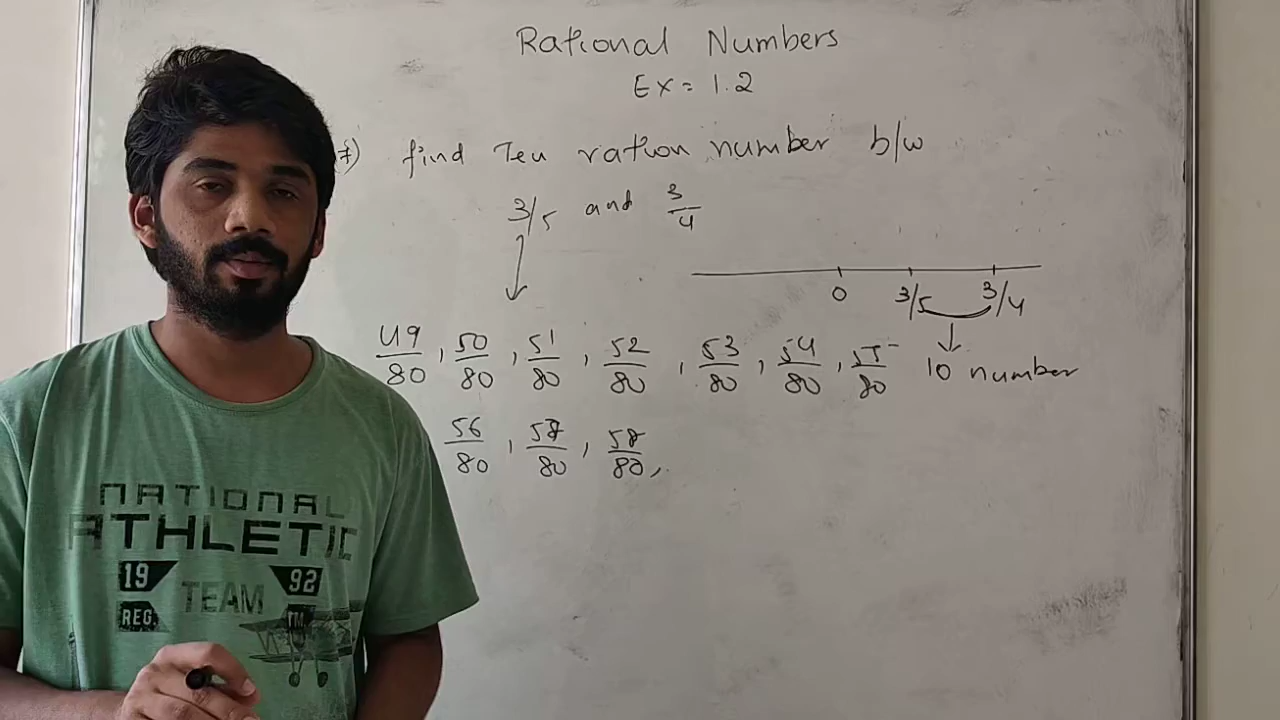 Rational Numbers
Ex = 1.2
7) find Ten ration number b/w
3/5 and 3/4
0 3/5 3/4
49/80, 50/80, 51/80, 52/80, 53/80, 54/80, 55/80 10 number
56/80, 57/80, 58/80,
NATIONAL
ATHLETIC
19 TEAM 92
REG. TM.